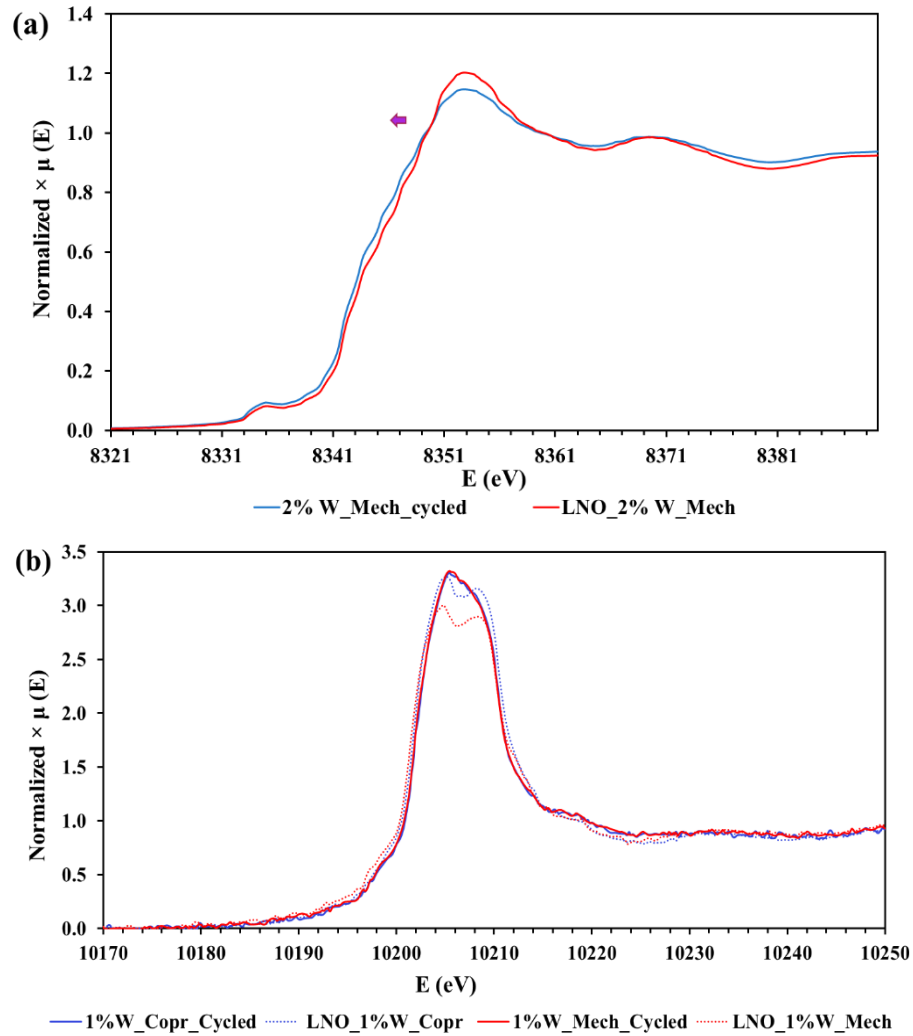 (a)
Normalized × μ (E)
1.4
1.2
1.0
0.8
0.6
0.4
0.2
0.0
8321 8331 8341 8351 8361 8371 8381
E (eV)
2% W_Mech_cycled LNO_2% W_Mech
(b)
Normalized × μ (E)
3.5
3.0
2.5
2.0
1.5
1.0
0.5
0.0
10170 10180 10190 10200 10210 10220 10230 10240 10250
E (eV)
1%W_Copr_Cycled LNO_1%W_Copr 1%W_Mech_Cycled LNO_1%W_Mech